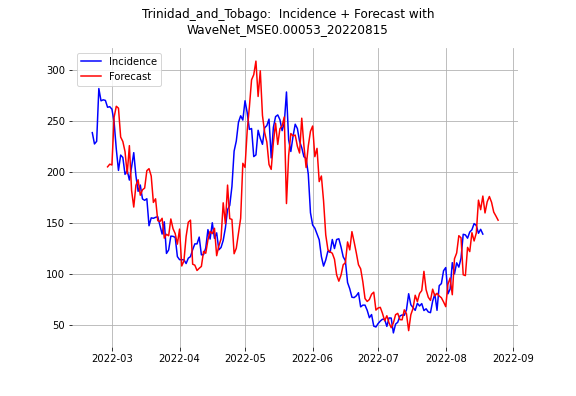 Trinidad_and_Tobago:  Incidence + Forecast with
WaveNet_MSE0.00053_20220815
Incidence
Forecast
300
250
200
150
100
50
2022-03 2022-04 2022-05 2022-06 2022-07 2022-08 2022-09